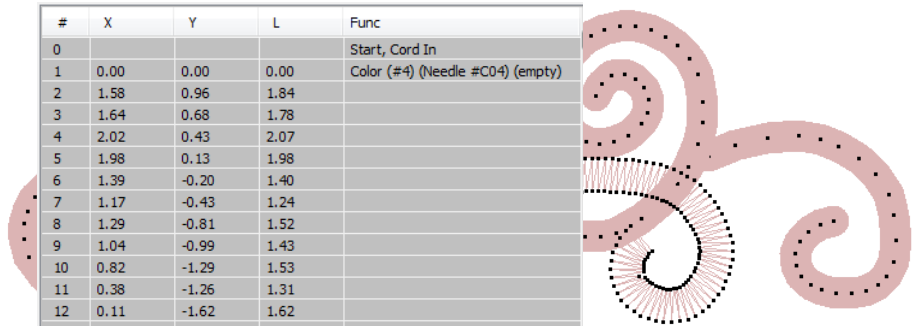 # X Y L Func
0 Start, Cord In
1 0.00 0.00 0.00 Color (#4) (Needle #C04) (empty)
2 1.58 0.96 1.84
3 1.64 0.68 1.78
4 2.02 0.43 2.07
5 1.98 0.13 1.98
6 1.39 -0.20 1.40
7 1.17 -0.43 1.24
8 1.29 -0.81 1.52
9 1.04 -0.99 1.43
10 0.82 -1.29 1.53
11 0.38 -1.26 1.31
12 0.11 -1.62 1.62